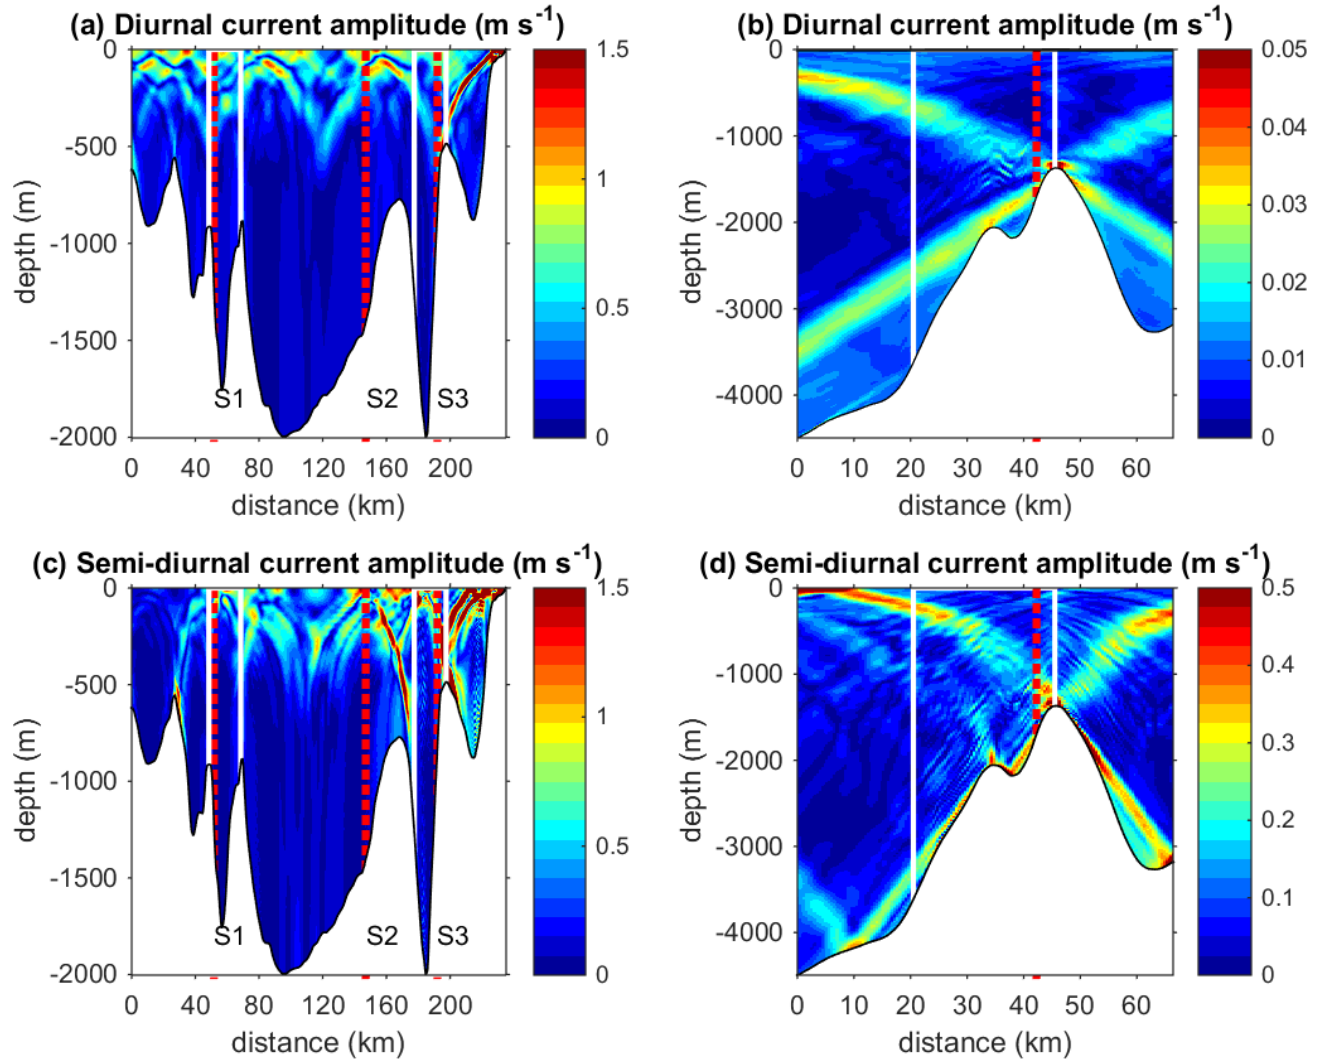 (a) Diurnal current amplitude (m s-1)
0
-500
-1000
-1500
-2000
depth (m)
S1
S2
S3
0 40 80 120 160 200
distance (km)
1.5
1
0.5
0
(b) Diurnal current amplitude (m s-1)
0
-1000
-2000
-3000
-4000
depth (m)
0 10 20 30 40 50 60
distance (km)
0.05
0.04
0.03
0.02
0.01
0
(c) Semi-diurnal current amplitude (m s-1)
0
-500
-1000
-1500
-2000
depth (m)
S1
S2
S3
0 40 80 120 160 200
distance (km)
1.5
1
0.5
0
(d) Semi-diurnal current amplitude (m s-1)
0
-1000
-2000
-3000
-4000
depth (m)
0 10 20 30 40 50 60
distance (km)
0.5
0.4
0.3
0.2
0.1
0